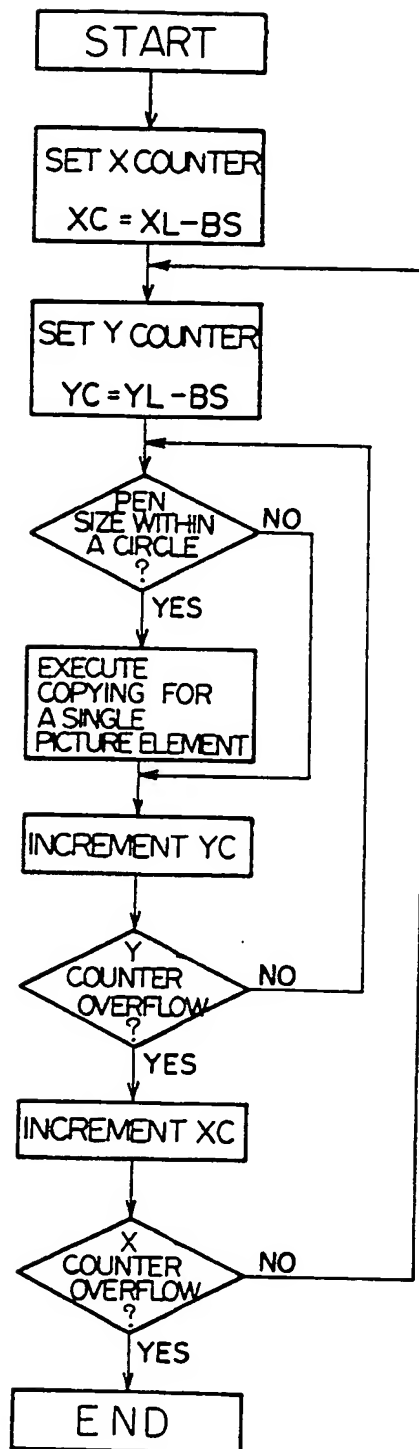 START
SET X COUNTER
XC = XL-BS
SET Y COUNTER
YC = YL-BS
PEN
SIZE WITHIN
A CIRCLE
?
NO
YES
EXECUTE
COPYING FOR
A SINGLE
PICTURE ELEMENT
INCREMENT YC
Y
COUNTER
OVERFLOW
?
NO
YES
INCREMENT XC
X
COUNTER
OVERFLOW
?
NO
YES
END